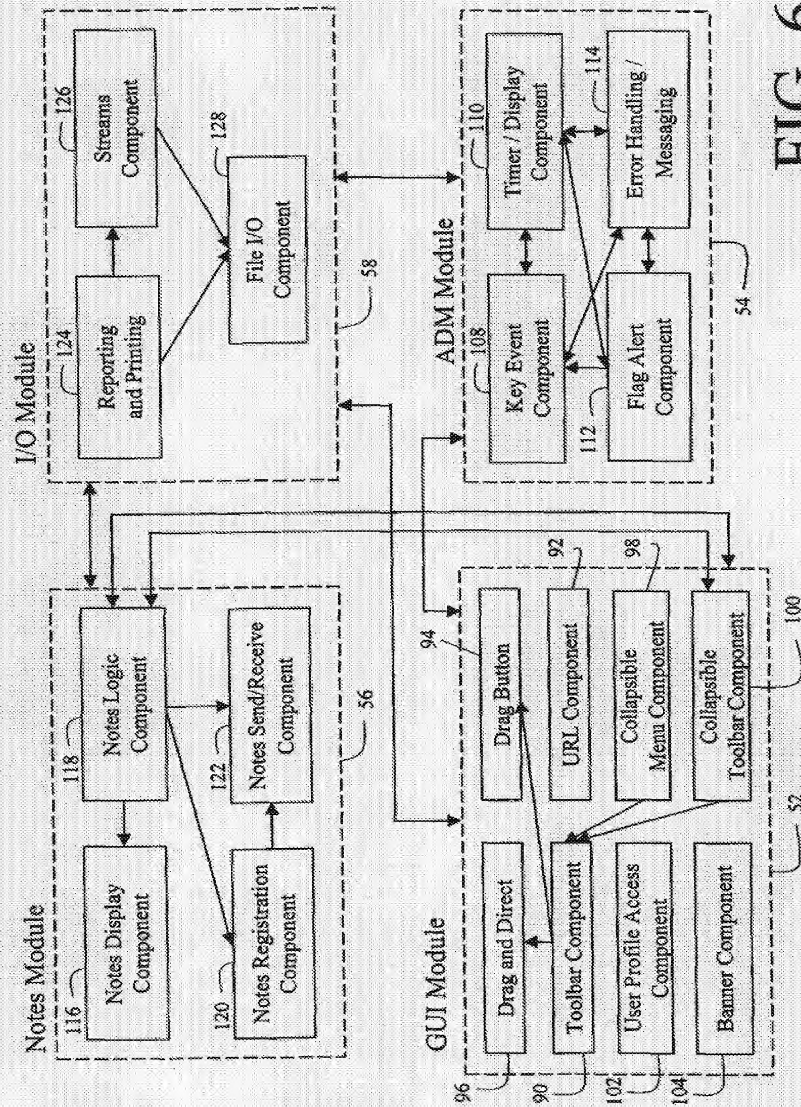 Notes Module
116
Notes Display
Component
118
Notes Logic
Component
120
Notes Registration
Component
122
Notes Send/Receive
Component
56
I/O Module
124
Reporting
and Printing
126
Streams
Component
128
File I/O
Component
58
GUI Module
96
Drag and Direct
94
Drag Button
90
Toolbar Component
92
URL Component
102
User Profile Access
Component
98
Collapsible
Menu Component
104
Banner Component
Collapsible
Toolbar Component
100
52
ADM Module
108
Key Event
Component
110
Timer / Display
Component
112
Flag Alert
Component
114
Error Handling /
Messaging
54
FIG. 6